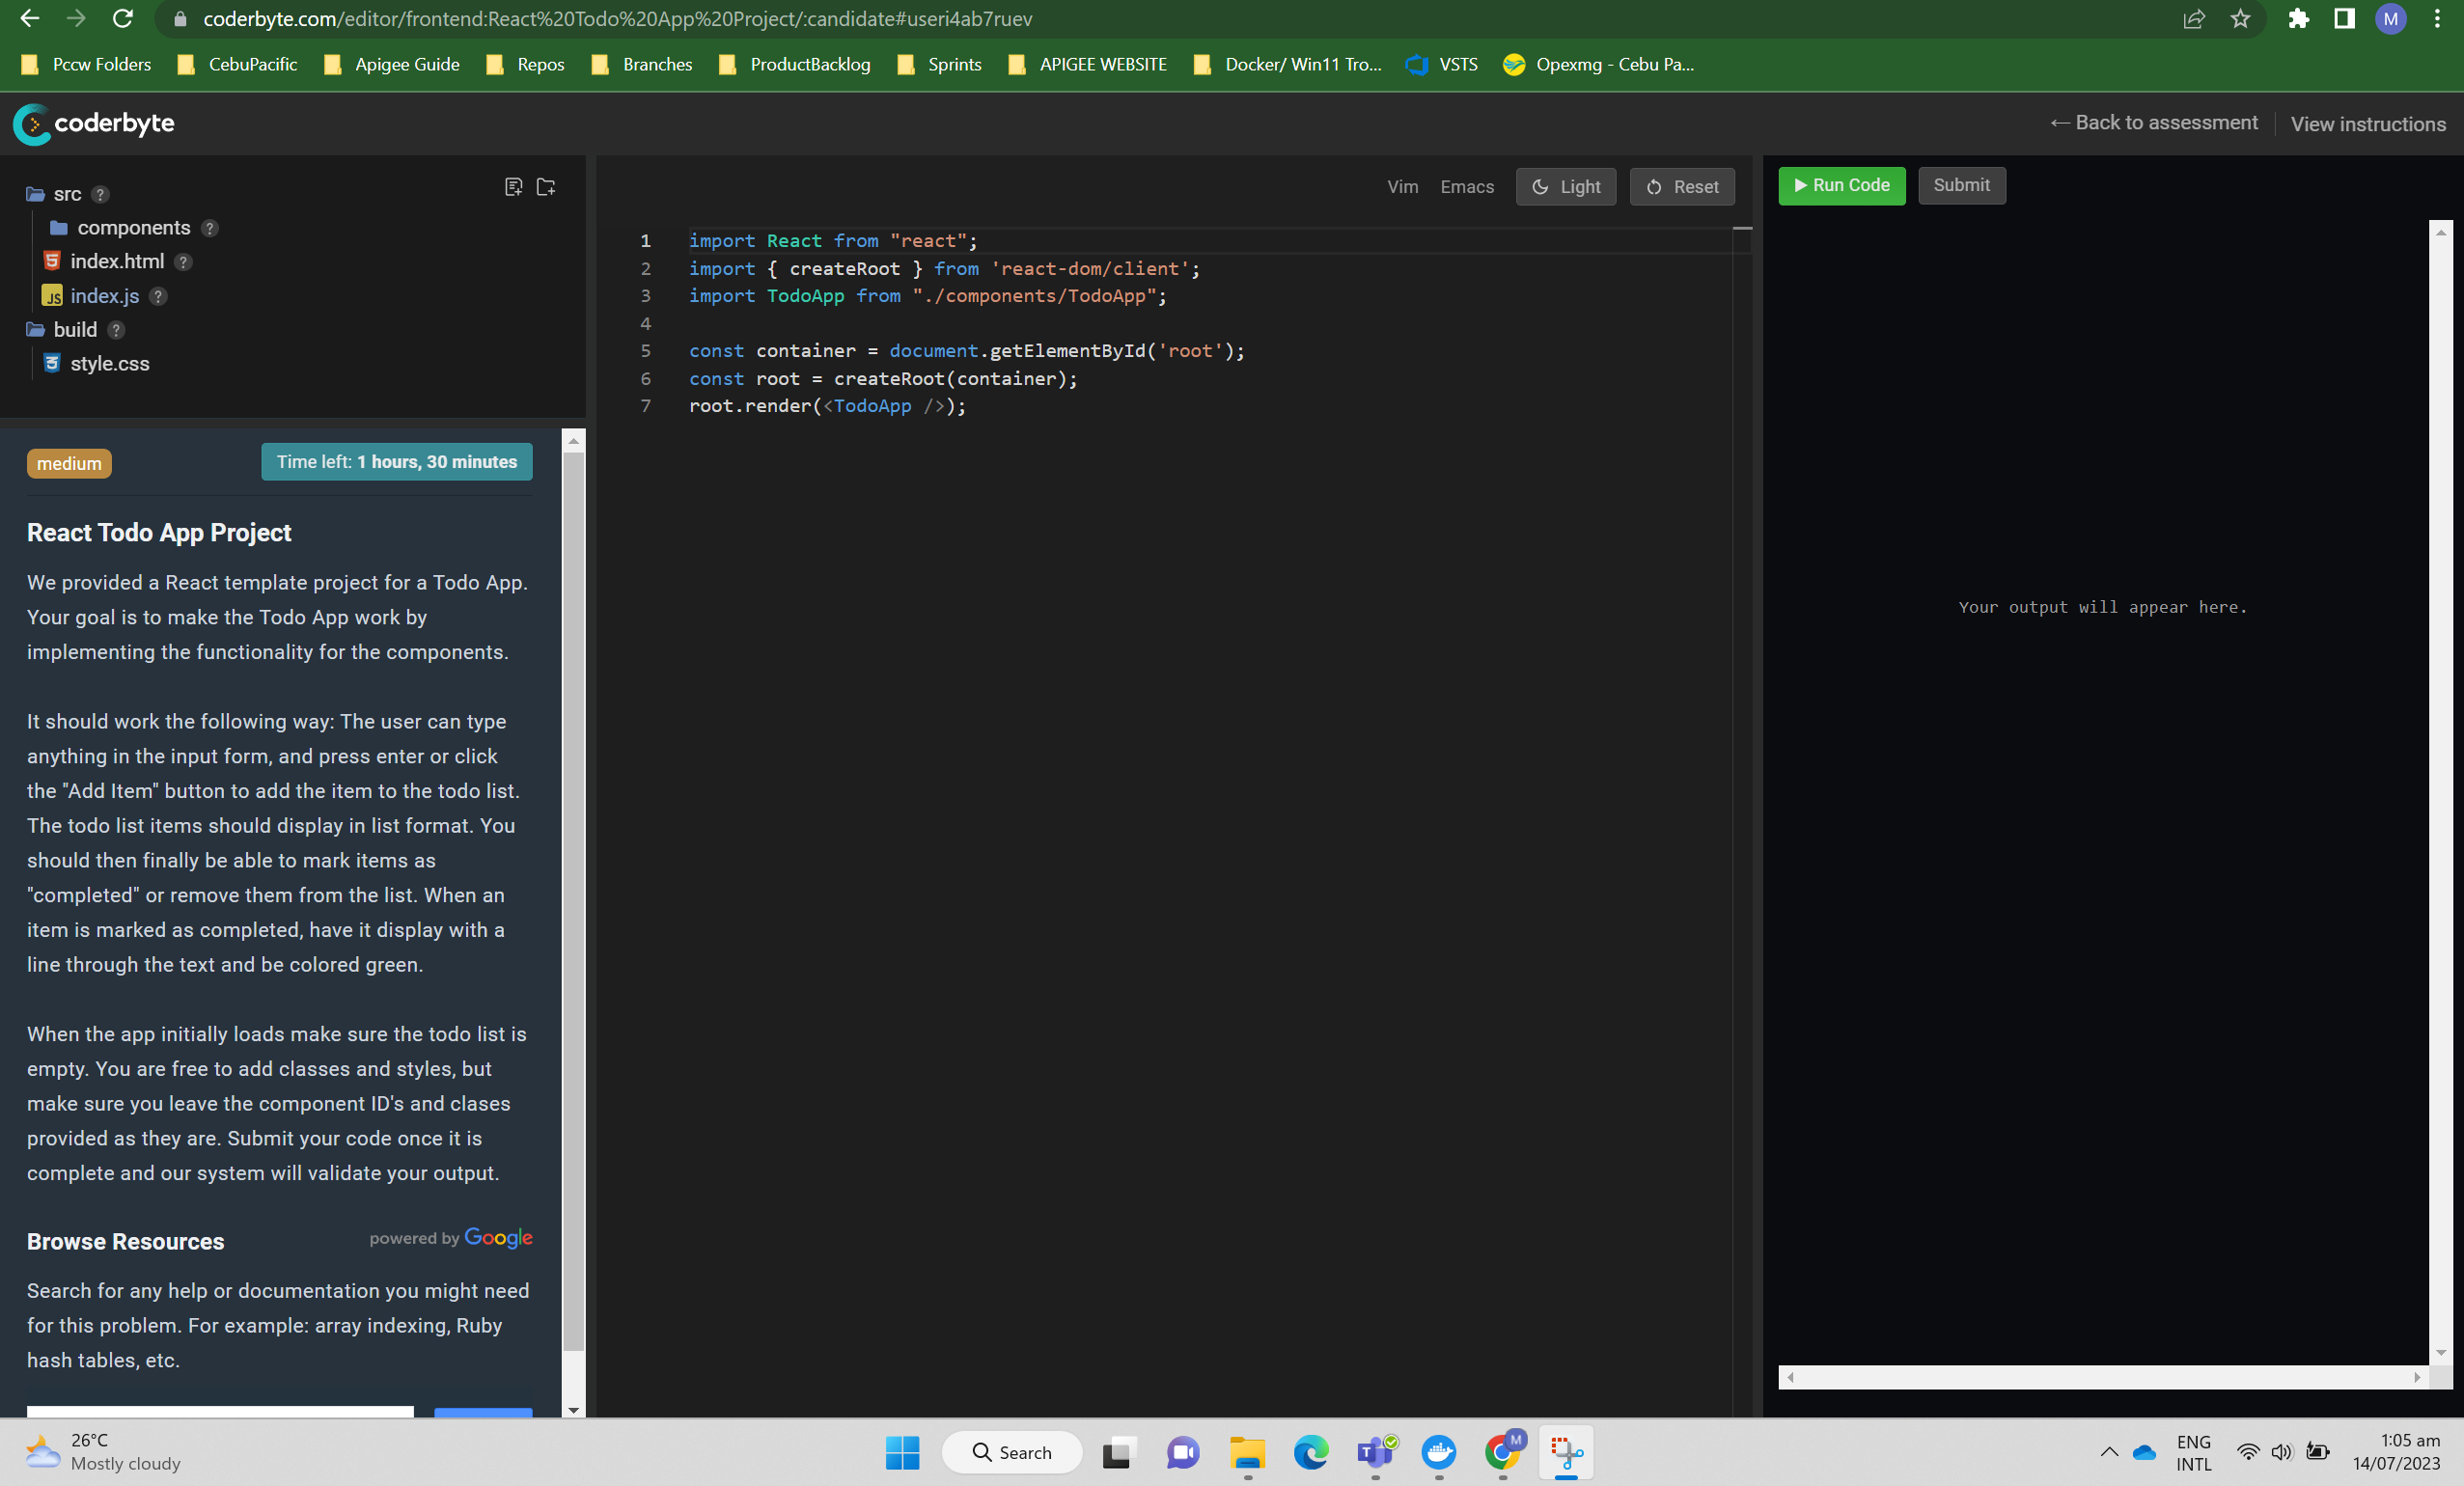 coderbyte.com/editor/frontend:React%20Todo%20App%20Project/:candidate#useri4ab7ruev
M
Pccw Folders
CebuPacific
Apigee Guide
Repos
Branches
ProductBacklog
Sprints
APIGEE WEBSITE
Docker/ Win11 Tro...
VSTS
Opexmg - Cebu Pa...
coderbyte
← Back to assessment
View instructions
src ?
components ?
index.html ?
JS index.js ?
build ?
style.css
medium
Time left: 1 hours, 30 minutes
React Todo App Project
We provided a React template project for a Todo App.
Your goal is to make the Todo App work by
implementing the functionality for the components.
It should work the following way: The user can type
anything in the input form, and press enter or click
the "Add Item" button to add the item to the todo list.
The todo list items should display in list format. You
should then finally be able to mark items as
"completed" or remove them from the list. When an
item is marked as completed, have it display with a
line through the text and be colored green.
When the app initially loads make sure the todo list is
empty. You are free to add classes and styles, but
make sure you leave the component ID's and clases
provided as they are. Submit your code once it is
complete and our system will validate your output.
Browse Resources
powered by Google
Search for any help or documentation you might need
for this problem. For example: array indexing, Ruby
hash tables, etc.
Vim
Emacs
Light
Reset
1 import React from "react";
2 import { createRoot } from 'react-dom/client';
3 import TodoApp from "./components/TodoApp";
4
5 const container = document.getElementById('root');
6 const root = createRoot(container);
7 root.render(<TodoApp />);
Run Code
Submit
Your output will appear here.
26°C
Mostly cloudy
Search
M
ENG
INTL
1:05 am
14/07/2023